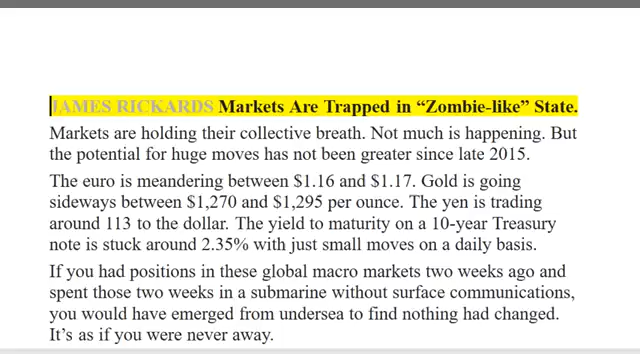 JAMES RICKARDS Markets Are Trapped in “Zombie-like” State.
Markets are holding their collective breath. Not much is happening. But
the potential for huge moves has not been greater since late 2015.
The euro is meandering between $1.16 and $1.17. Gold is going
sideways between $1,270 and $1,295 per ounce. The yen is trading
around 113 to the dollar. The yield to maturity on a 10-year Treasury
note is stuck around 2.35% with just small moves on a daily basis.
If you had positions in these global macro markets two weeks ago and
spent those two weeks in a submarine without surface communications,
you would have emerged from undersea to find nothing had changed.
It’s as if you were never away.